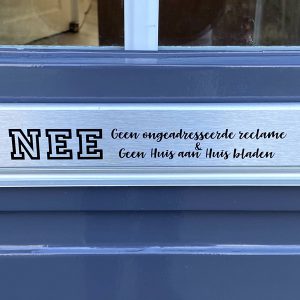 NEE
Geen ongeadresseerde reclame
&
Geen Huis aan Huis bladen